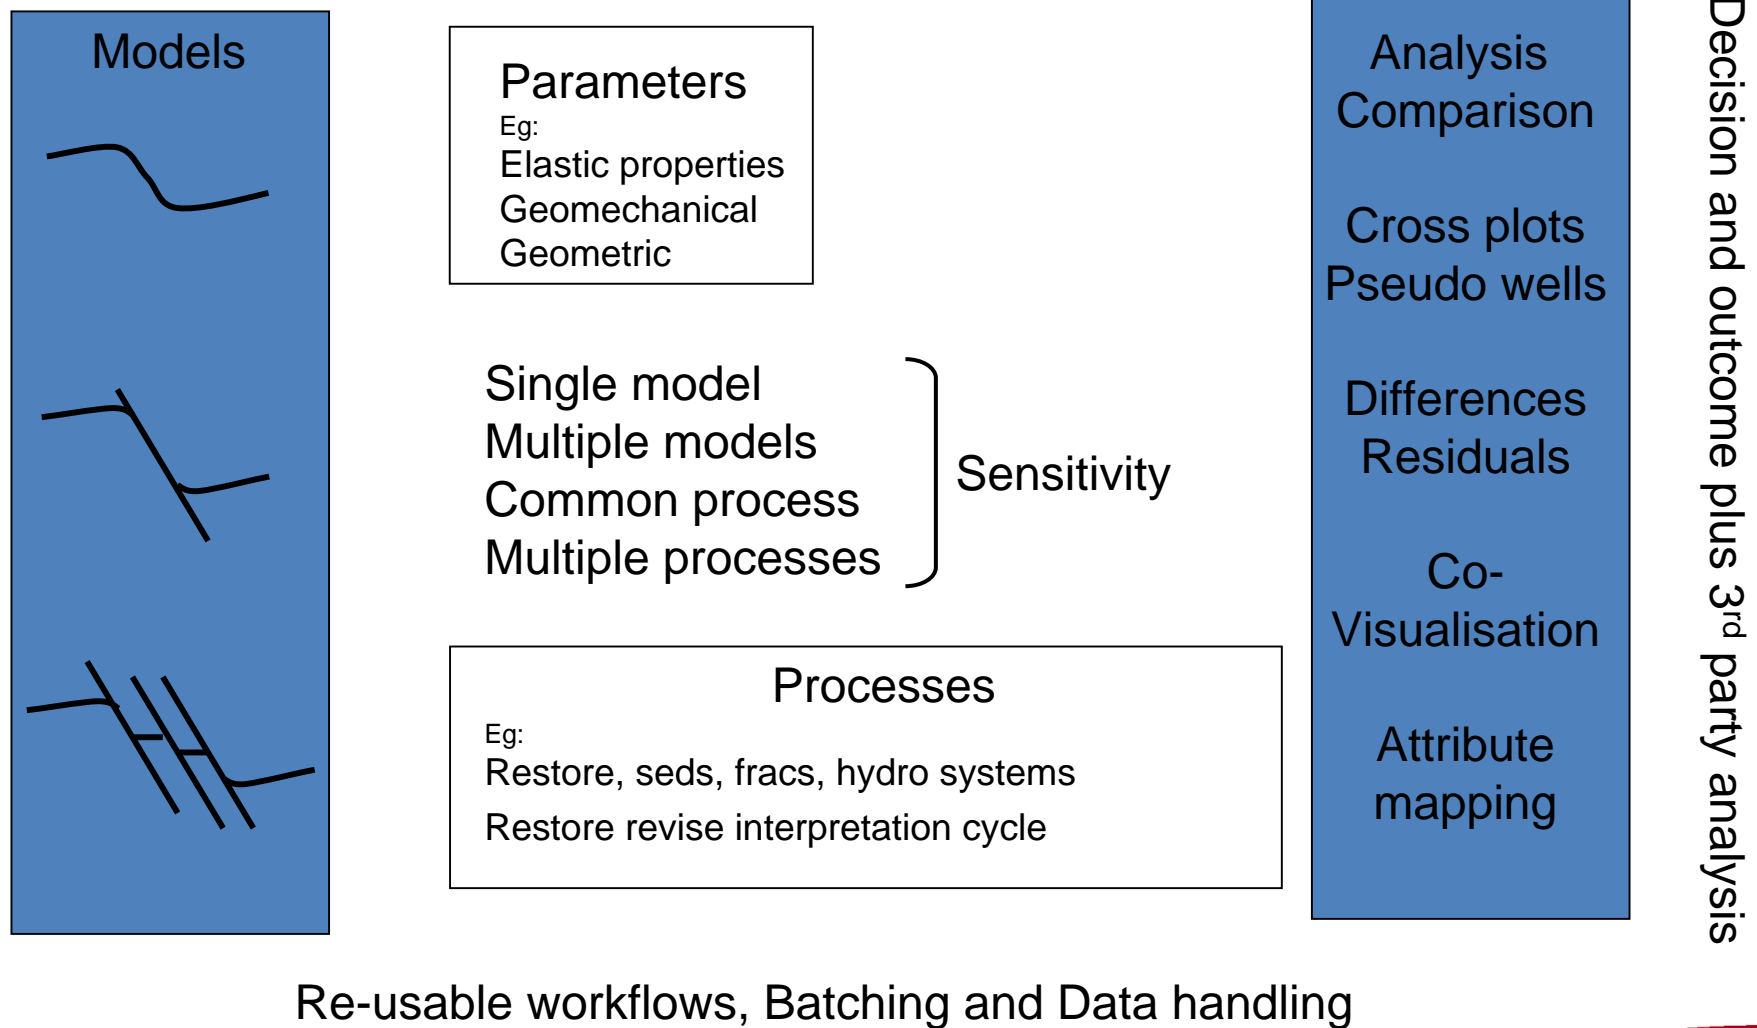 Models
Parameters
Eg:
Elastic properties
Geomechanical
Geometric
Single model
Multiple models
Common process
Multiple processes
Sensitivity
Processes
Eg:
Restore, seds, fracs, hydro systems
Restore revise interpretation cycle
Analysis
Comparison
Cross plots
Pseudo wells
Differences
Residuals
Co-
Visualisation
Attribute
mapping
Decision and outcome plus 3rd party analysis
Re-usable workflows, Batching and Data handling